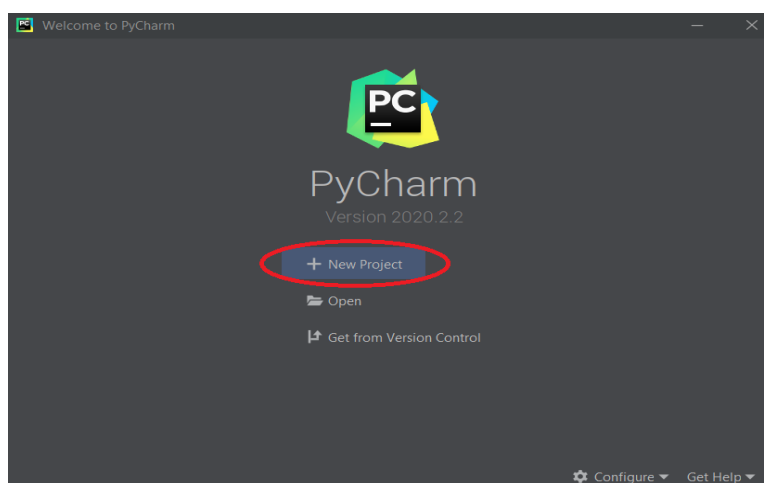 Welcome to PyCharm
PC
PyCharm
Version 2020.2.2
+ New Project
Open
Get from Version Control
Configure Get Help